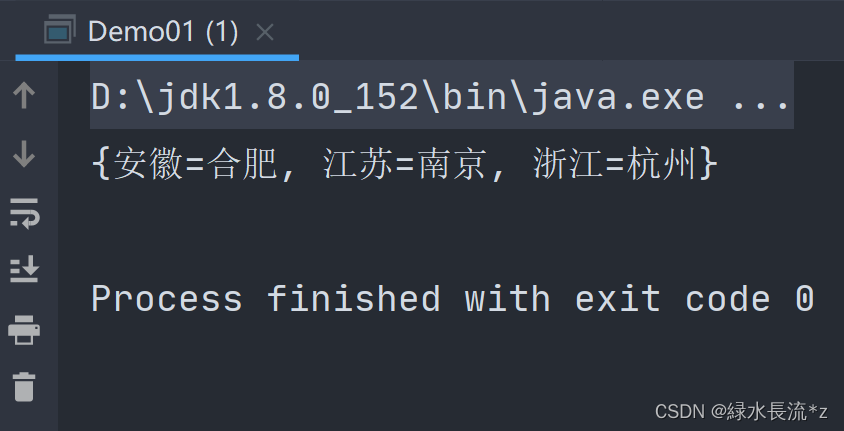 Demo01 (1)
D:\jdk1.8.0_152\bin\java.exe ...
{安徽=合肥, 江苏=南京, 浙江=杭州}
Process finished with exit code 0
CSDN @緑水長流*z